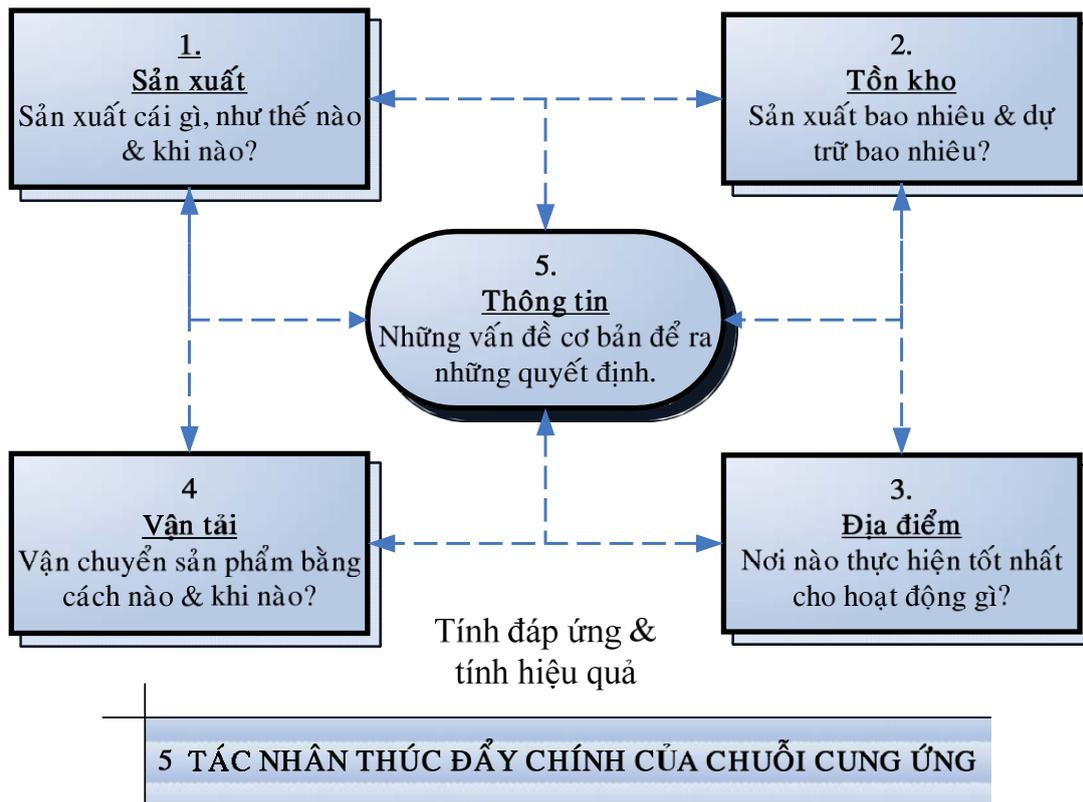 1.
Sản xuất
Sản xuất cái gì, như thế nào
& khi nào?
2.
Tồn kho
Sản xuất bao nhiêu & dự
trữ bao nhiêu?
5.
Thông tin
Những vấn đề cơ bản để ra
những quyết định.
4
Vận tải
Vận chuyển sản phẩm bằng
cách nào & khi nào?
3.
Địa điểm
Nơi nào thực hiện tốt nhất
cho hoạt động gì?
Tính đáp ứng &
tính hiệu quả
5 TÁC NHÂN THÚC ĐẨY CHÍNH CỦA CHUỖI CUNG ỨNG